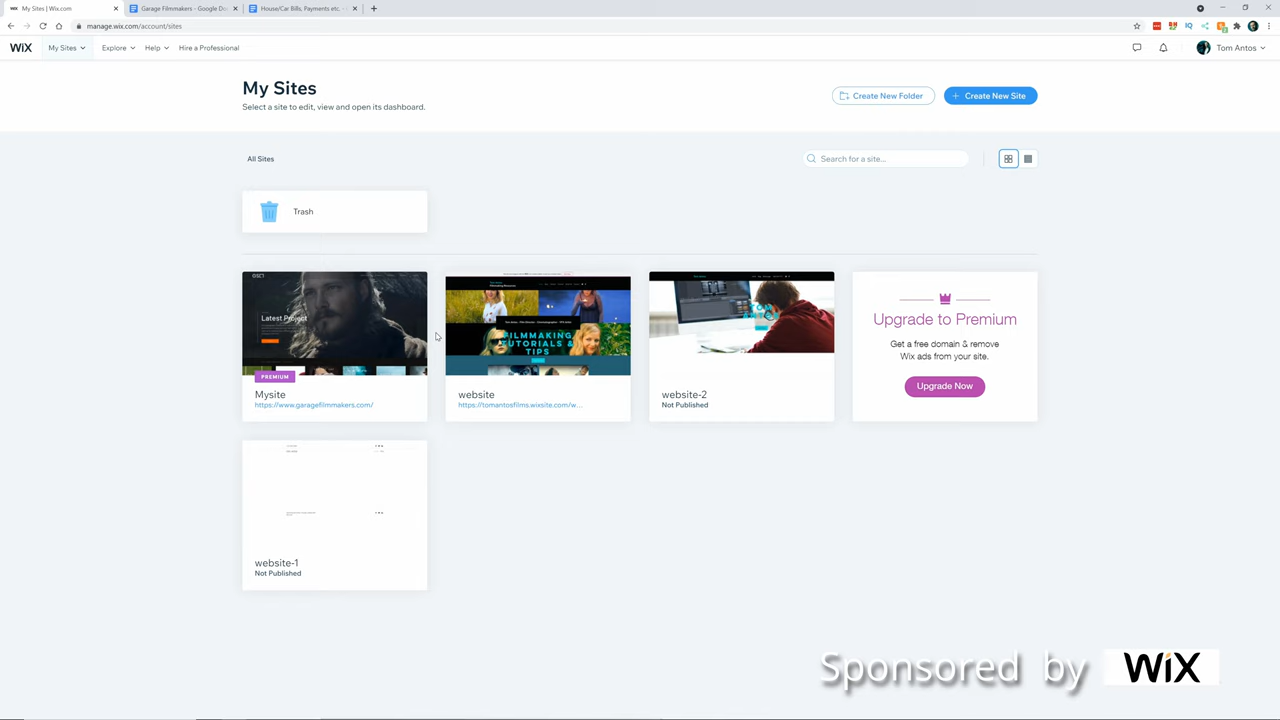 My Sites | Wix.com
Garage Filmmakers - Google Do
House/Car Bills, Payments etc. -
manage.wix.com/account/sites
WiX
My Sites
Explore
Help
Hire a Professional
Tom Antos
My Sites
Select a site to edit, view and open its dashboard.
Create New Folder
+ Create New Site
All Sites
Search for a site...
Trash
Latest Project
FILMMAKING
TUTORIALS &
TIPS
TOM
ANTOS
Upgrade to Premium
Get a free domain & remove
Wix ads from your site.
Upgrade Now
PREMIUM
Mysite
https://www.garagefilmmakers.com/
website
https://tomantosfilms.wixsite.com/w...
website-2
Not Published
website-1
Not Published
Sponsored by WiX